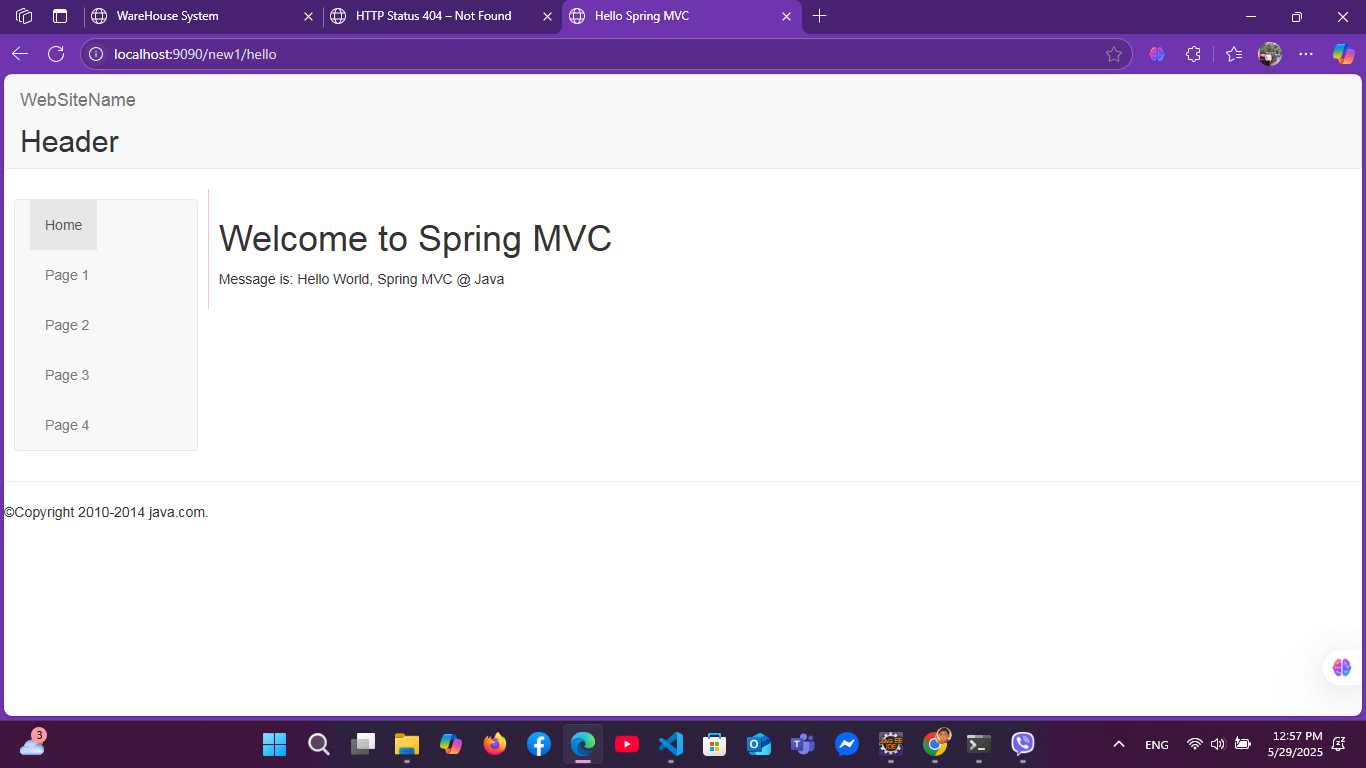 WareHouse System
HTTP Status 404 – Not Found
Hello Spring MVC
localhost:9090/new1/hello
WebSiteName
Header
Home
Page 1
Page 2
Page 3
Page 4
Welcome to Spring MVC
Message is: Hello World, Spring MVC @ Java
©Copyright 2010-2014 java.com.
3
ENG
12:57 PM
5/29/2025